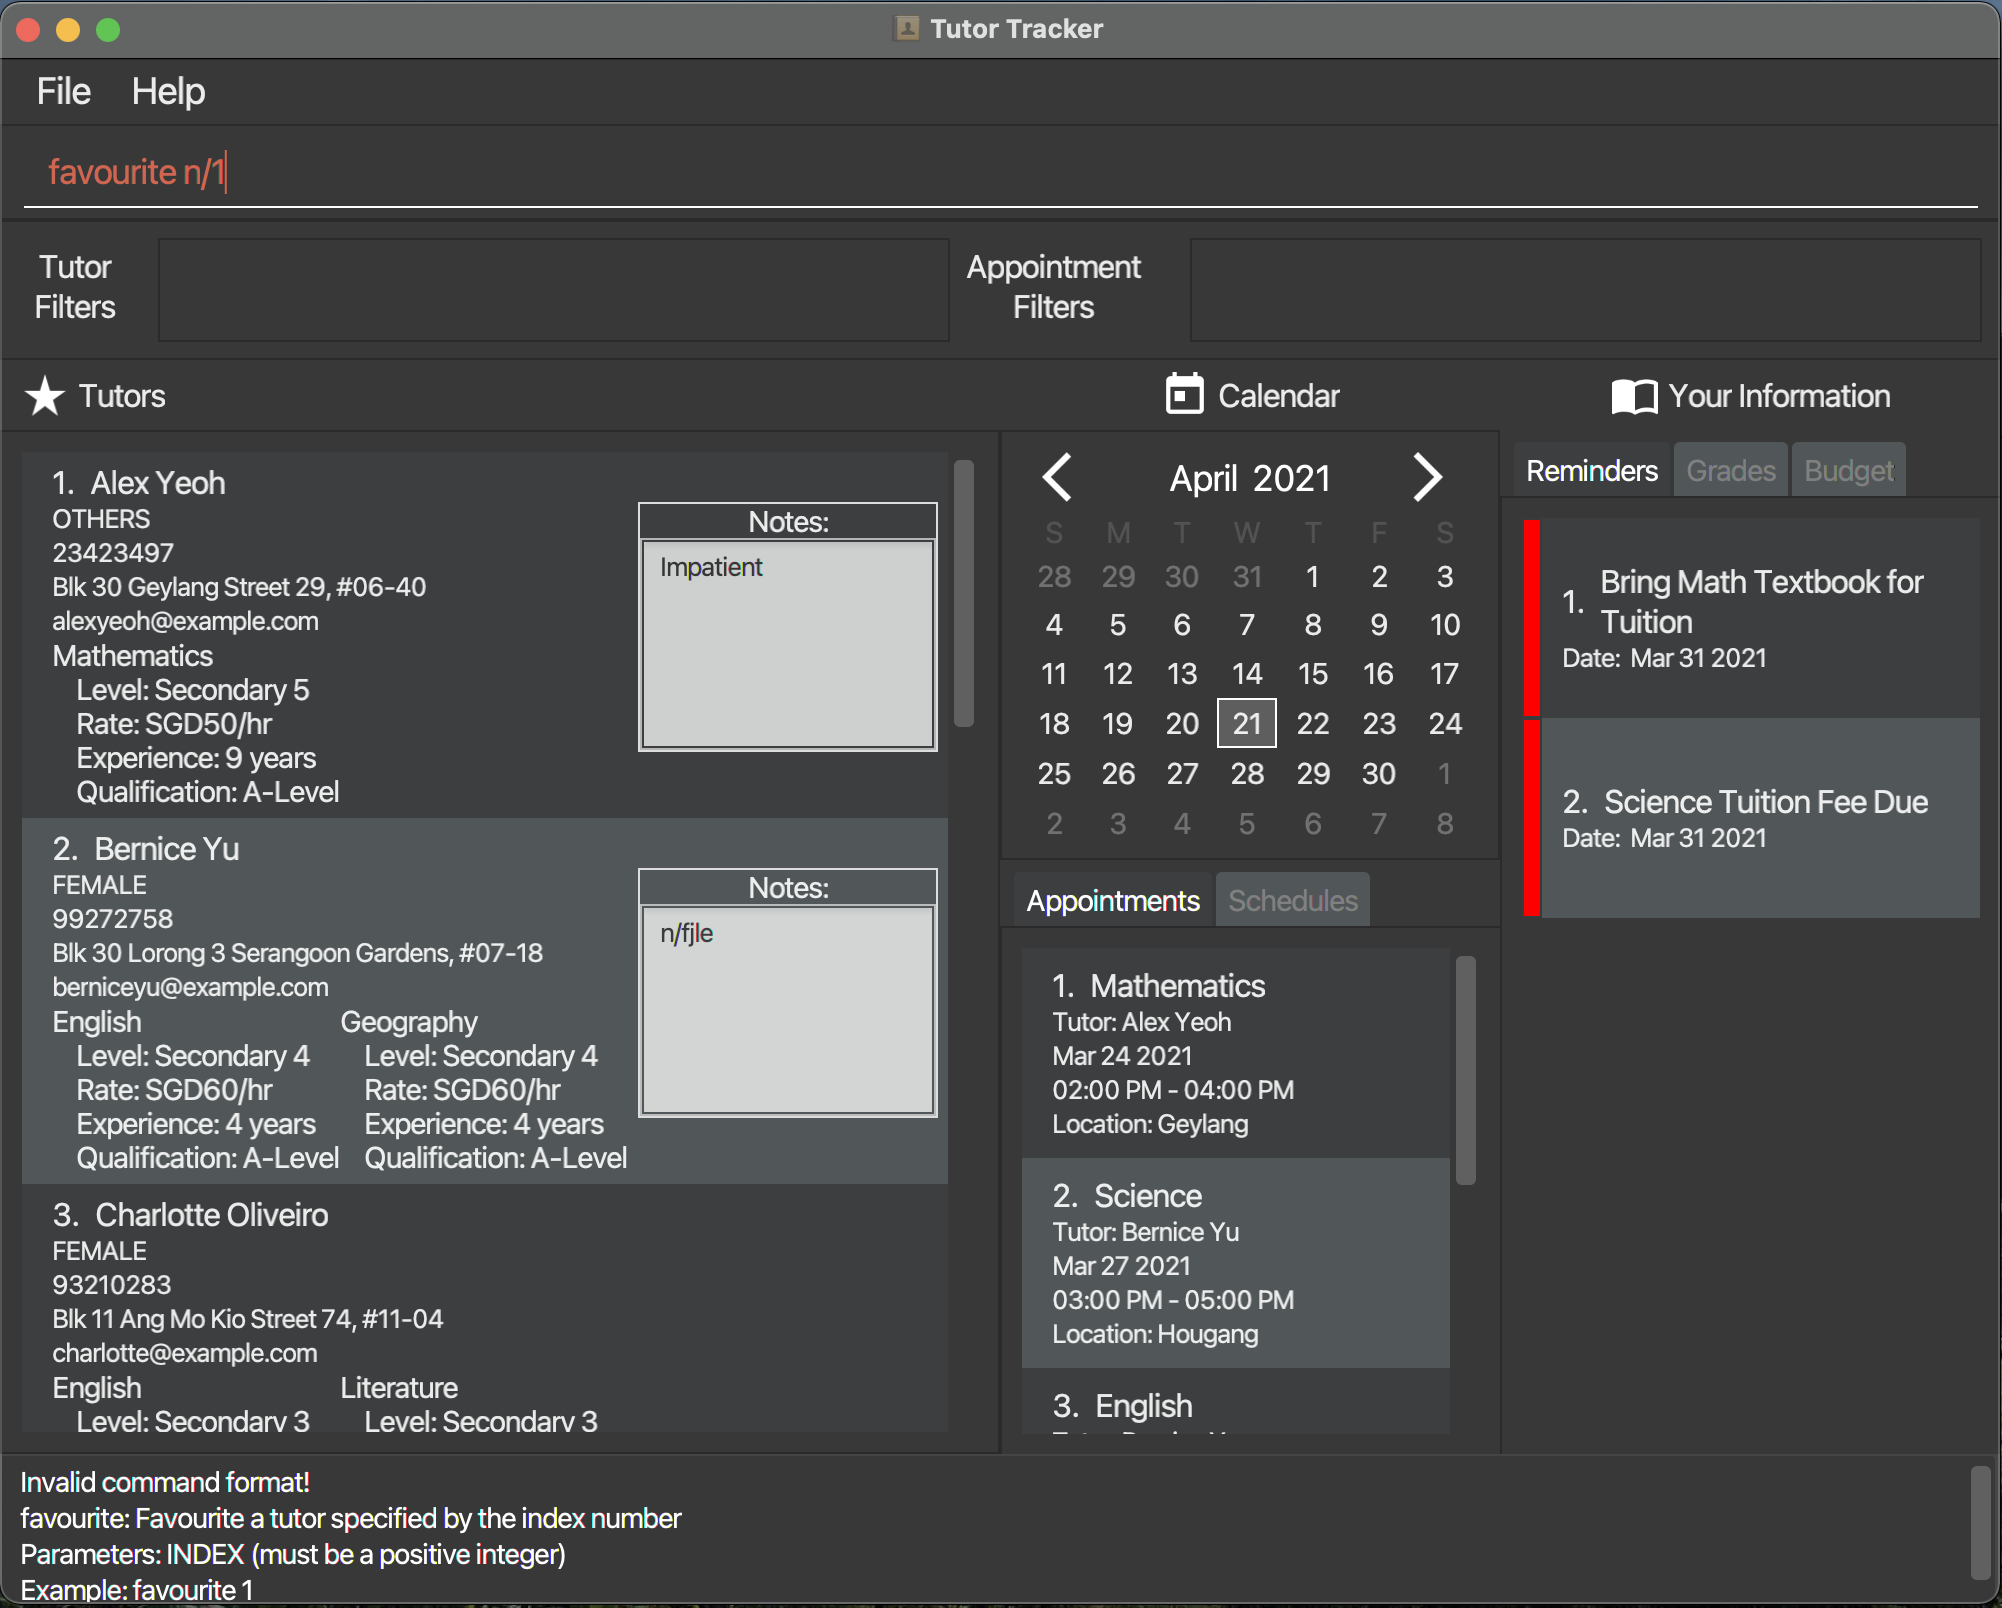 Tutor Tracker
File Help
favourite n/1
Tutor
Filters
Appointment
Filters
Tutors
Calendar
Your Information
1. Alex Yeoh
OTHERS
23423497
Blk 30 Geylang Street 29, #06-40
alexyeoh@example.com
Mathematics
Level: Secondary 5
Rate: SGD50/hr
Experience: 9 years
Qualification: A-Level
Notes:
Impatient
2. Bernice Yu
FEMALE
99272758
Blk 30 Lorong 3 Serangoon Gardens, #07-18
berniceyu@example.com
English Geography
Level: Secondary 4 Level: Secondary 4
Rate: SGD60/hr Rate: SGD60/hr
Experience: 4 years Experience: 4 years
Qualification: A-Level Qualification: A-Level
Notes:
n/fjle
3. Charlotte Oliveiro
FEMALE
93210283
Blk 11 Ang Mo Kio Street 74, #11-04
charlotte@example.com
English Literature
Level: Secondary 3 Level: Secondary 3
April 2021
S M T W T F S
28 29 30 31 1 2 3
4 5 6 7 8 9 10
11 12 13 14 15 16 17
18 19 20 21 22 23 24
25 26 27 28 29 30 1
2 3 4 5 6 7 8
Appointments Schedules
1. Mathematics
Tutor: Alex Yeoh
Mar 24 2021
02:00 PM - 04:00 PM
Location: Geylang
2. Science
Tutor: Bernice Yu
Mar 27 2021
03:00 PM - 05:00 PM
Location: Hougang
3. English
Reminders Grades Budget
1. Bring Math Textbook for
Tuition
Date: Mar 31 2021
2. Science Tuition Fee Due
Date: Mar 31 2021
Invalid command format!
favourite: Favourite a tutor specified by the index number
Parameters: INDEX (must be a positive integer)
Example: favourite 1